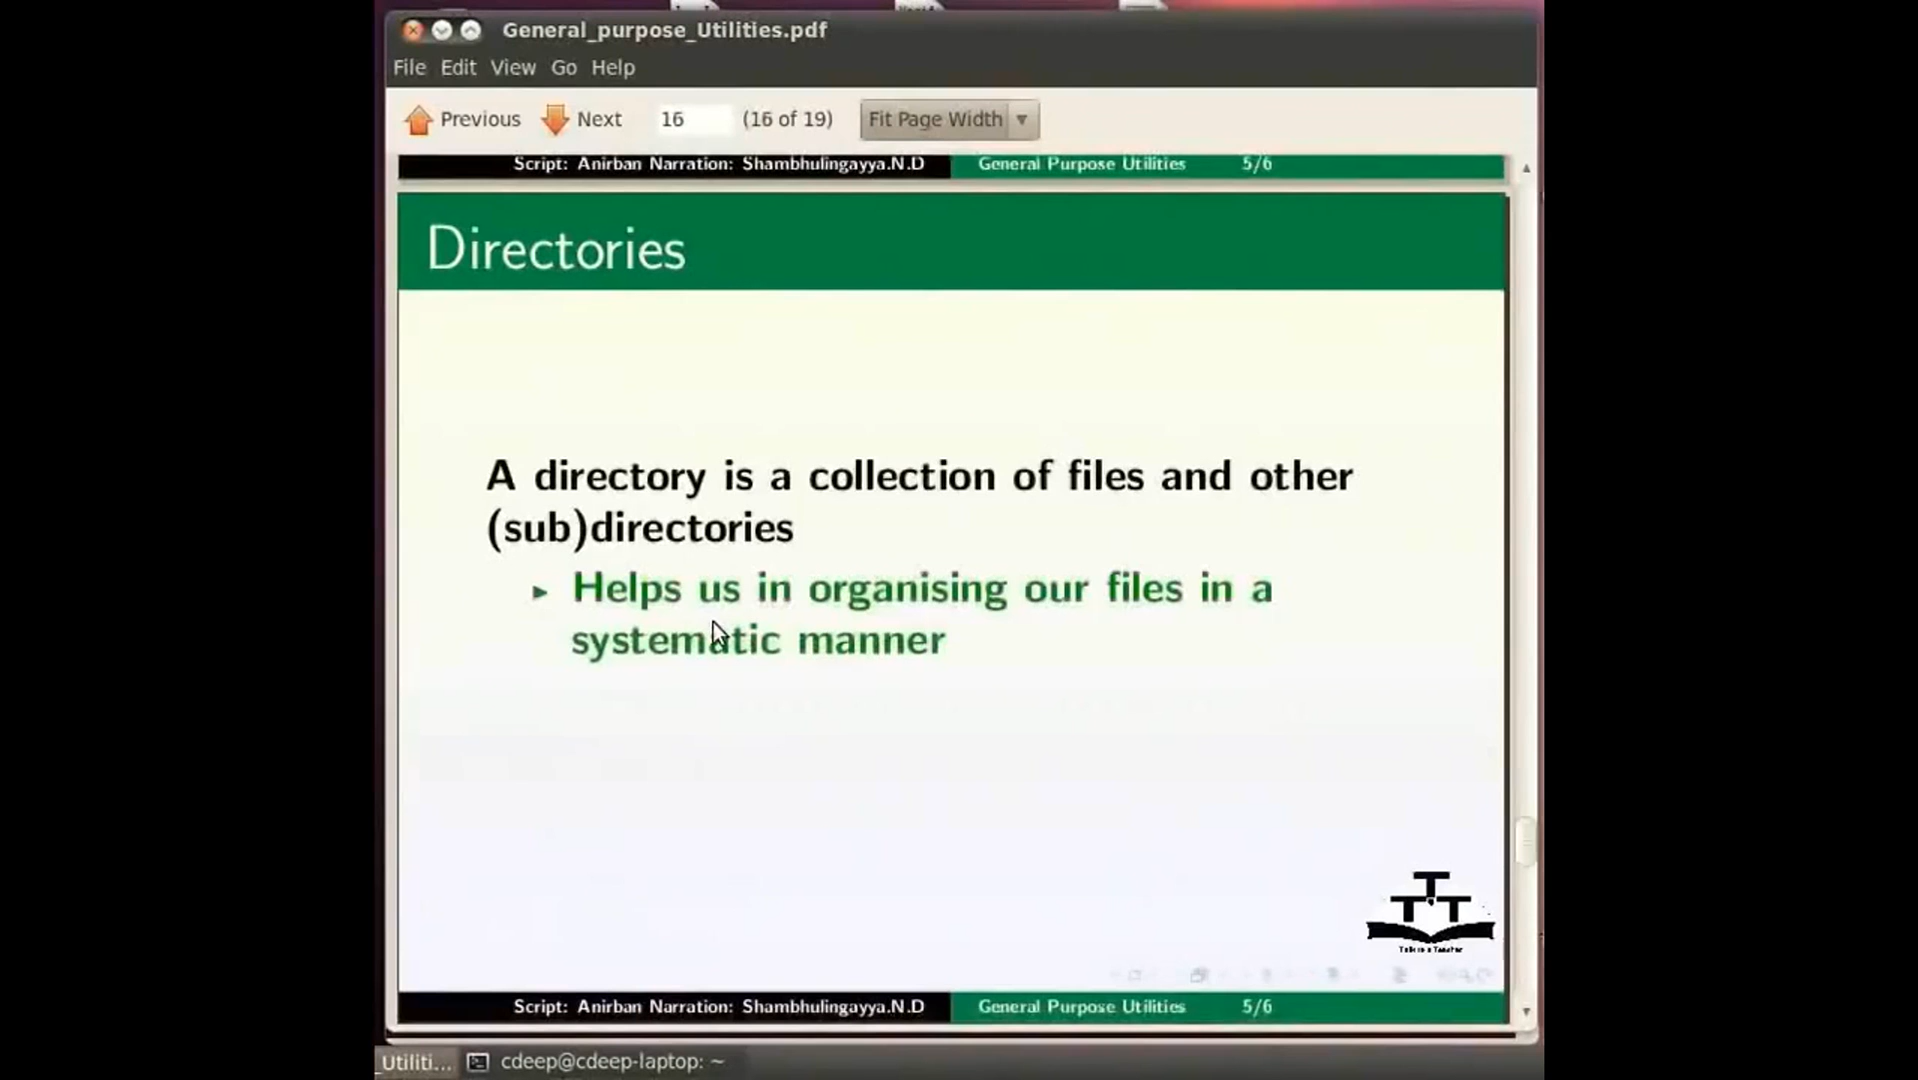 General_purpose_Utilities.pdf
File Edit View Go Help
Previous Next 16 (16 of 19) Fit Page Width
Script: Anirban Narration: Shambhulingayya.N.D General Purpose Utilities 5/6
Directories
A directory is a collection of files and other
(sub)directories
Helps us in organising our files in a
systematic manner
T T T
Script: Anirban Narration: Shambhulingayya.N.D General Purpose Utilities 5/6
_Utiliti... cdeep@cdeep-laptop: ~